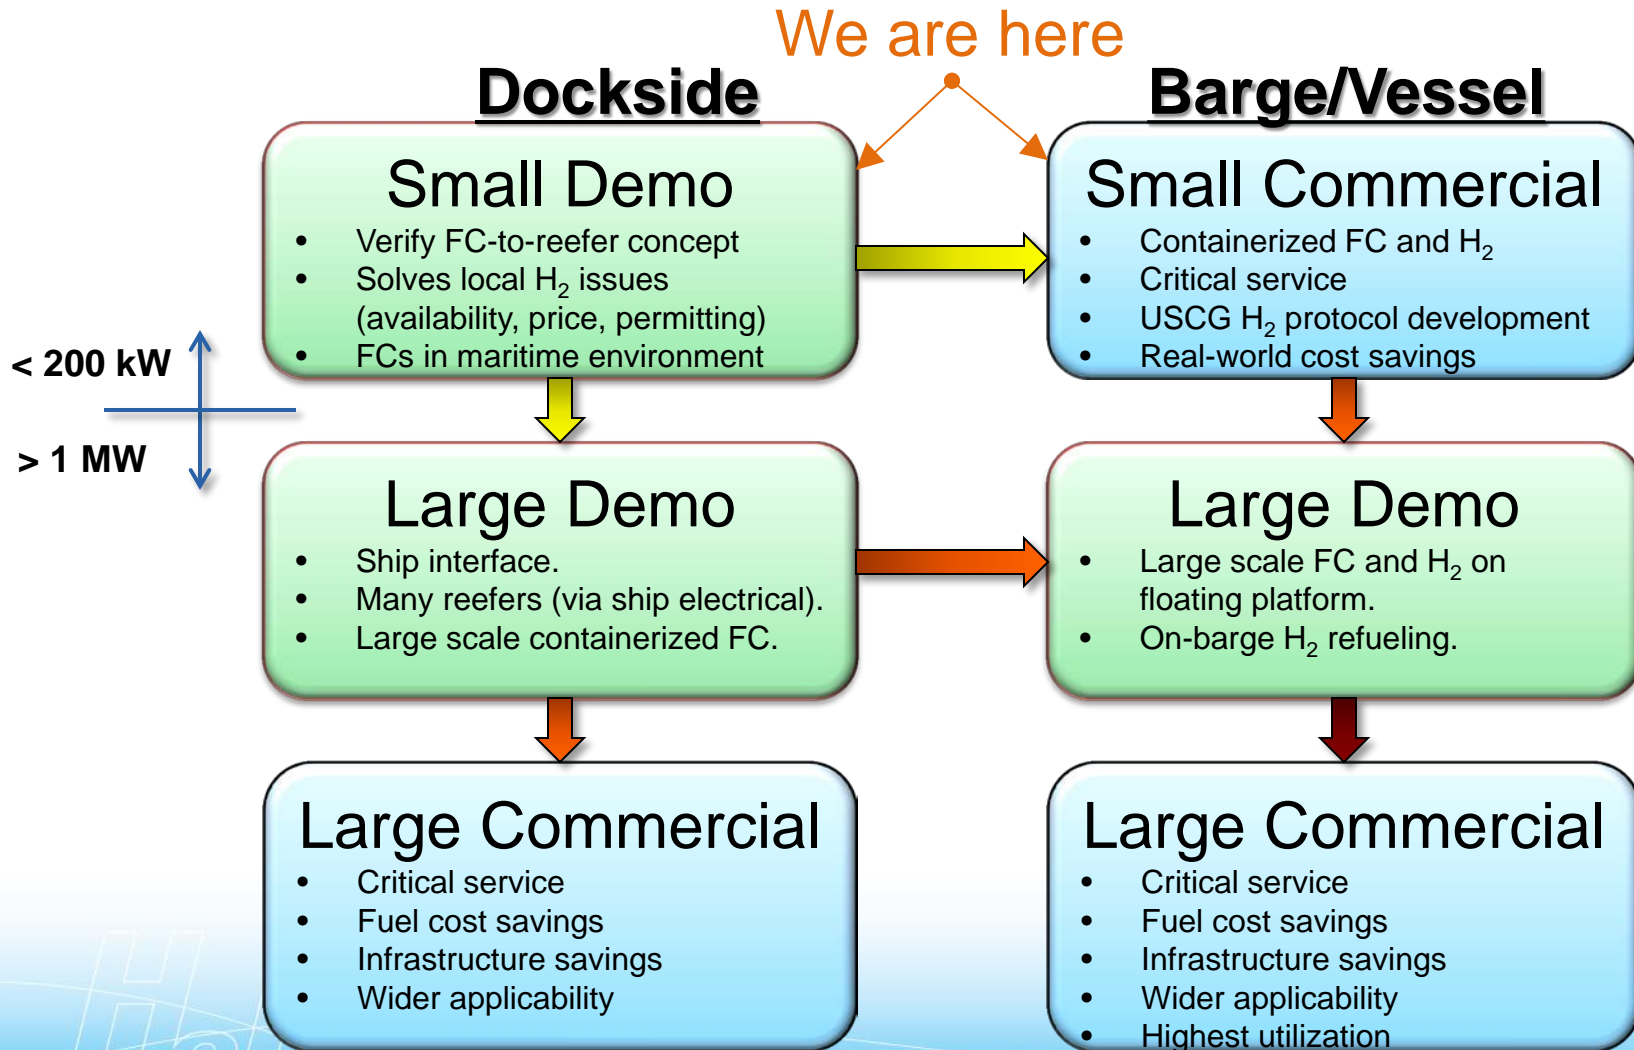 We are here
Dockside
Barge/Vessel
Small Demo
• Verify FC-to-reefer concept
• Solves local H₂ issues
(availability, price, permitting)
• FCs in maritime environment
Small Commercial
• Containerized FC and H₂
• Critical service
• USCG H₂ protocol development
• Real-world cost savings
< 200 kW
> 1 MW
Large Demo
• Ship interface.
• Many reefers (via ship electrical).
• Large scale containerized FC.
Large Demo
• Large scale FC and H₂ on
floating platform.
• On-barge H₂ refueling.
Large Commercial
• Critical service
• Fuel cost savings
• Infrastructure savings
• Wider applicability
Large Commercial
• Critical service
• Fuel cost savings
• Infrastructure savings
• Wider applicability
• Highest utilization